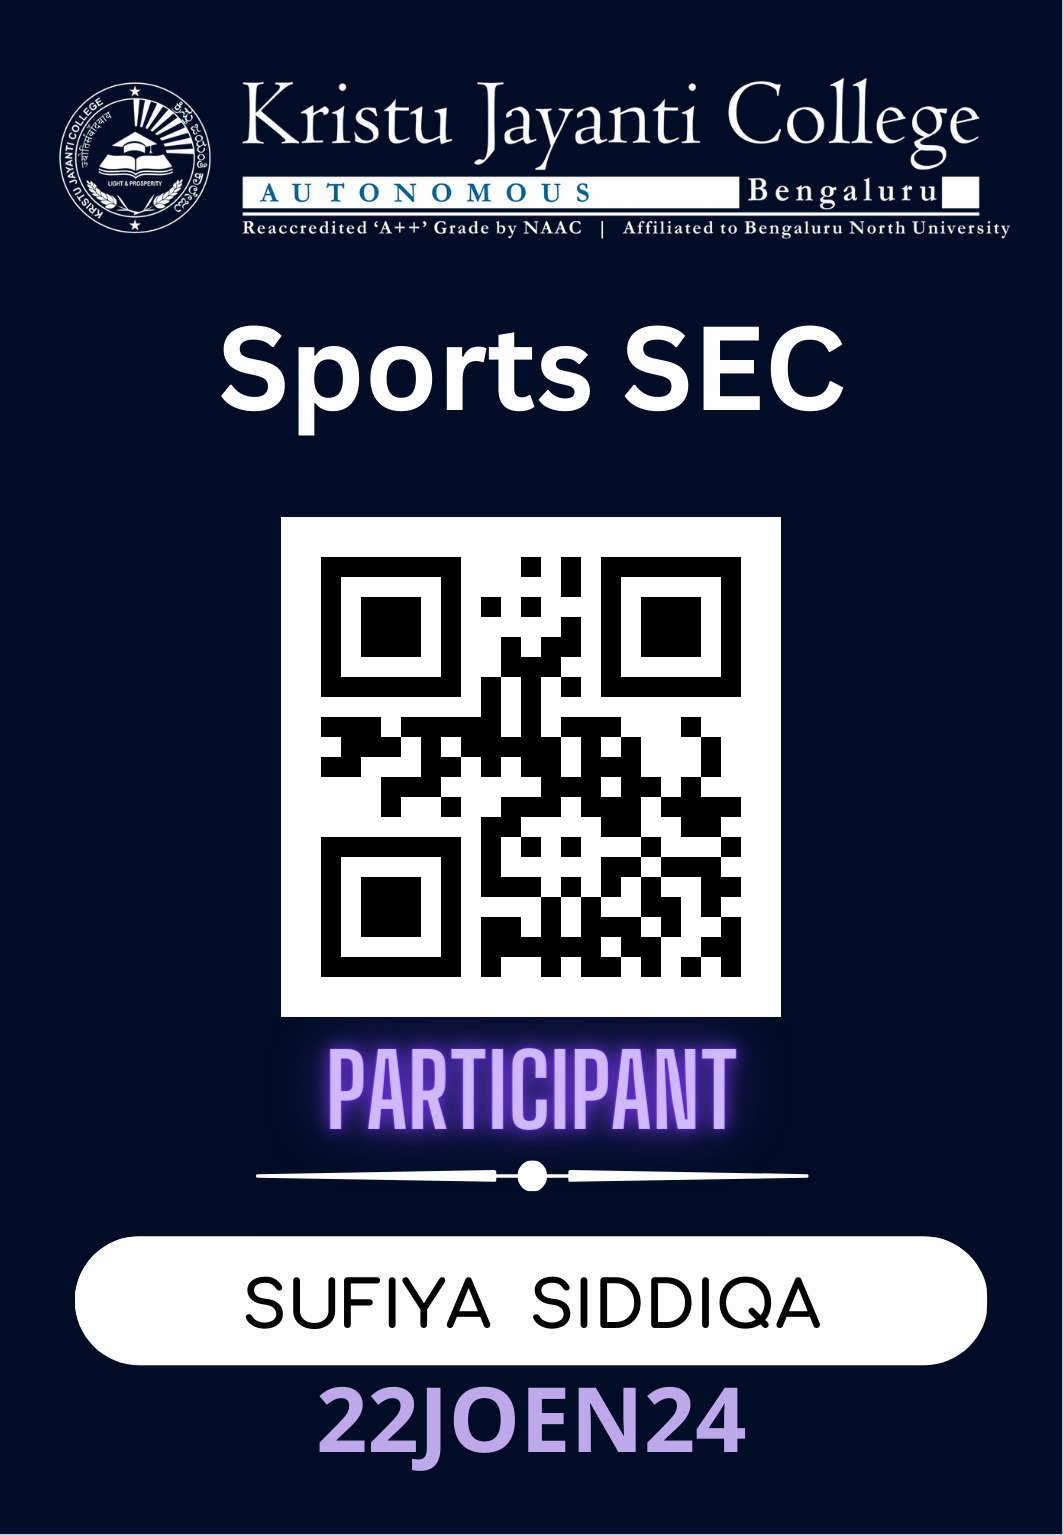 Kristu Jayanti College
AUTONOMOUS Bengaluru
Reaccredited ‘A++’ Grade by NAAC | Affiliated to Bengaluru North University
KRISTU JAYANTI COLLEGE
LIGHT & PROSPERITY
Sports SEC
PARTICIPANT
SUFIYA SIDDIQA
22JOEN24